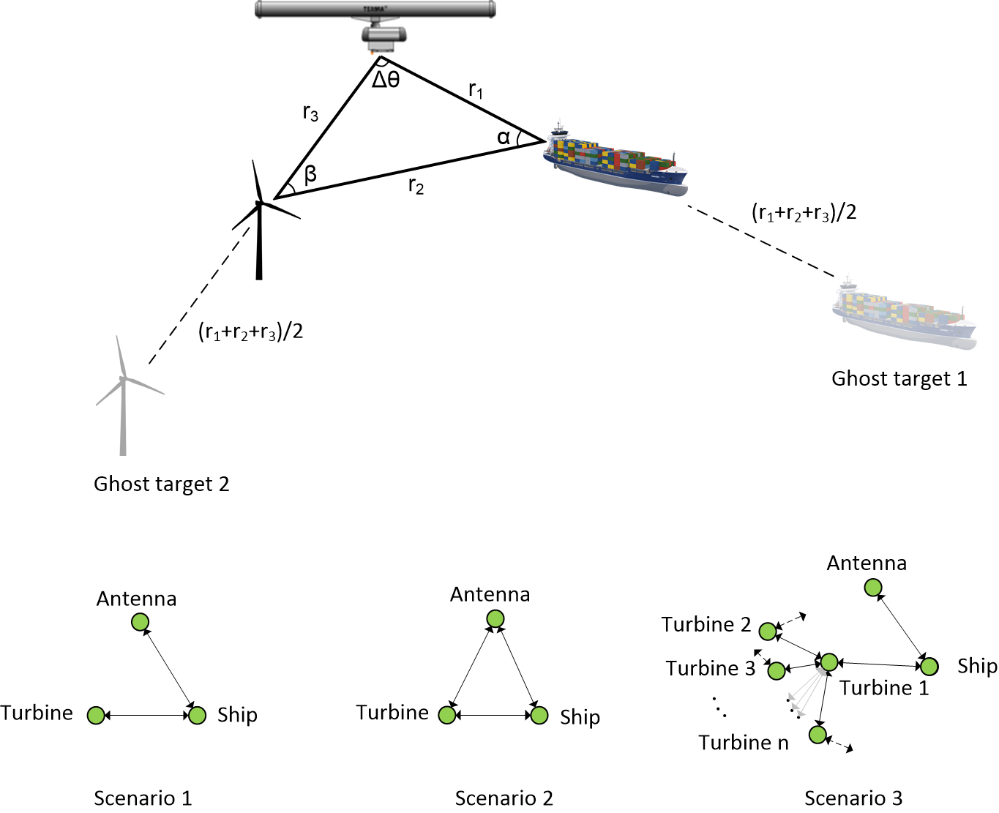 TERMA
Δθ
r₁
r₃
α
β
r₂
(r₁+r₂+r₃)/2
(r₁+r₂+r₃)/2
Ghost target 1
Ghost target 2
Antenna
Turbine
Ship
Scenario 1
Antenna
Turbine
Ship
Scenario 2
Antenna
Turbine 2
Turbine 3
Ship
Turbine 1
Turbine n
Scenario 3